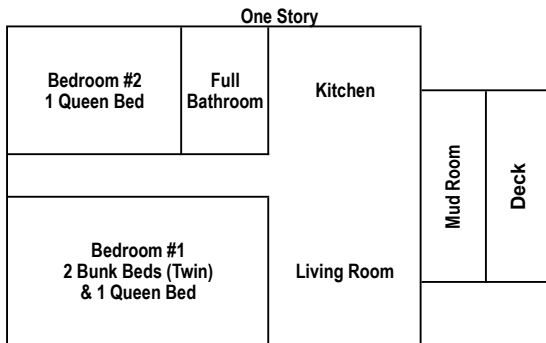 One Story
Bedroom #2
1 Queen Bed
Full
Bathroom
Kitchen
Mud Room
Deck
Bedroom #1
2 Bunk Beds (Twin)
& 1 Queen Bed
Living Room